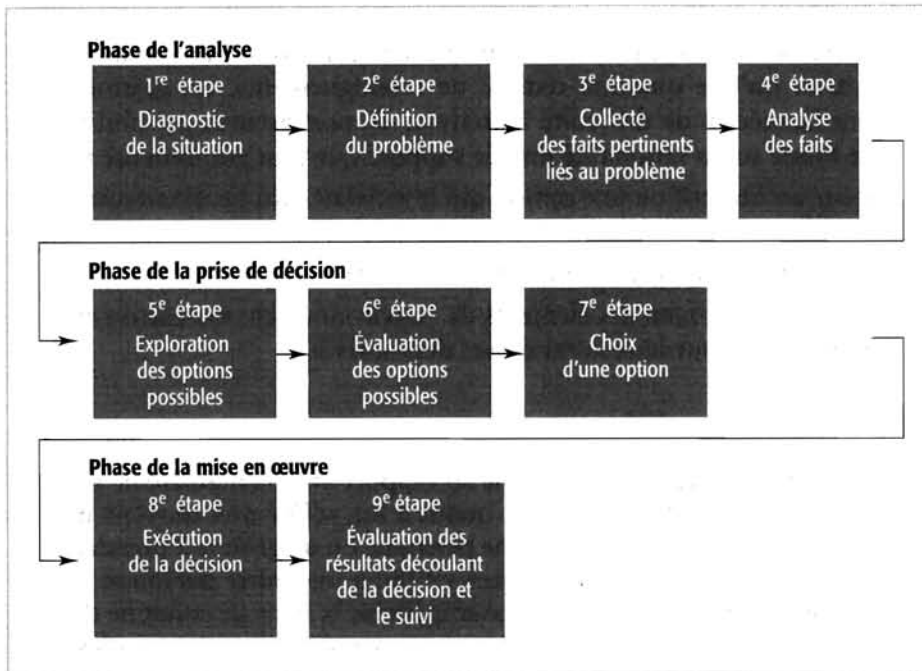 Phase de l'analyse
1re étape
Diagnostic
de la situation
2e étape
Définition
du problème
3e étape
Collecte
des faits pertinents
liés au problème
4e étape
Analyse
des faits
Phase de la prise de décision
5e étape
Exploration
des options
possibles
6e étape
Évaluation
des options
possibles
7e étape
Choix
d'une option
Phase de la mise en œuvre
8e étape
Exécution
de la décision
9e étape
Évaluation des
résultats découlant
de la décision et
le suivi